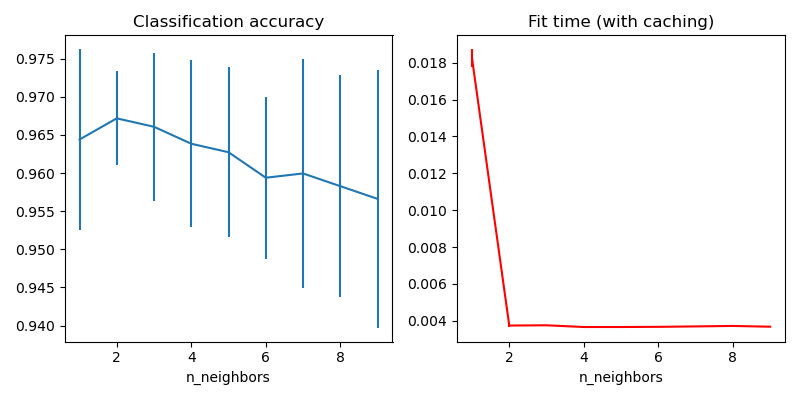 Classification accuracy
0.975
0.970
0.965
0.960
0.955
0.950
0.945
0.940
2 4 6 8
n_neighbors
Fit time (with caching)
0.018
0.016
0.014
0.012
0.010
0.008
0.006
0.004
2 4 6 8
n_neighbors